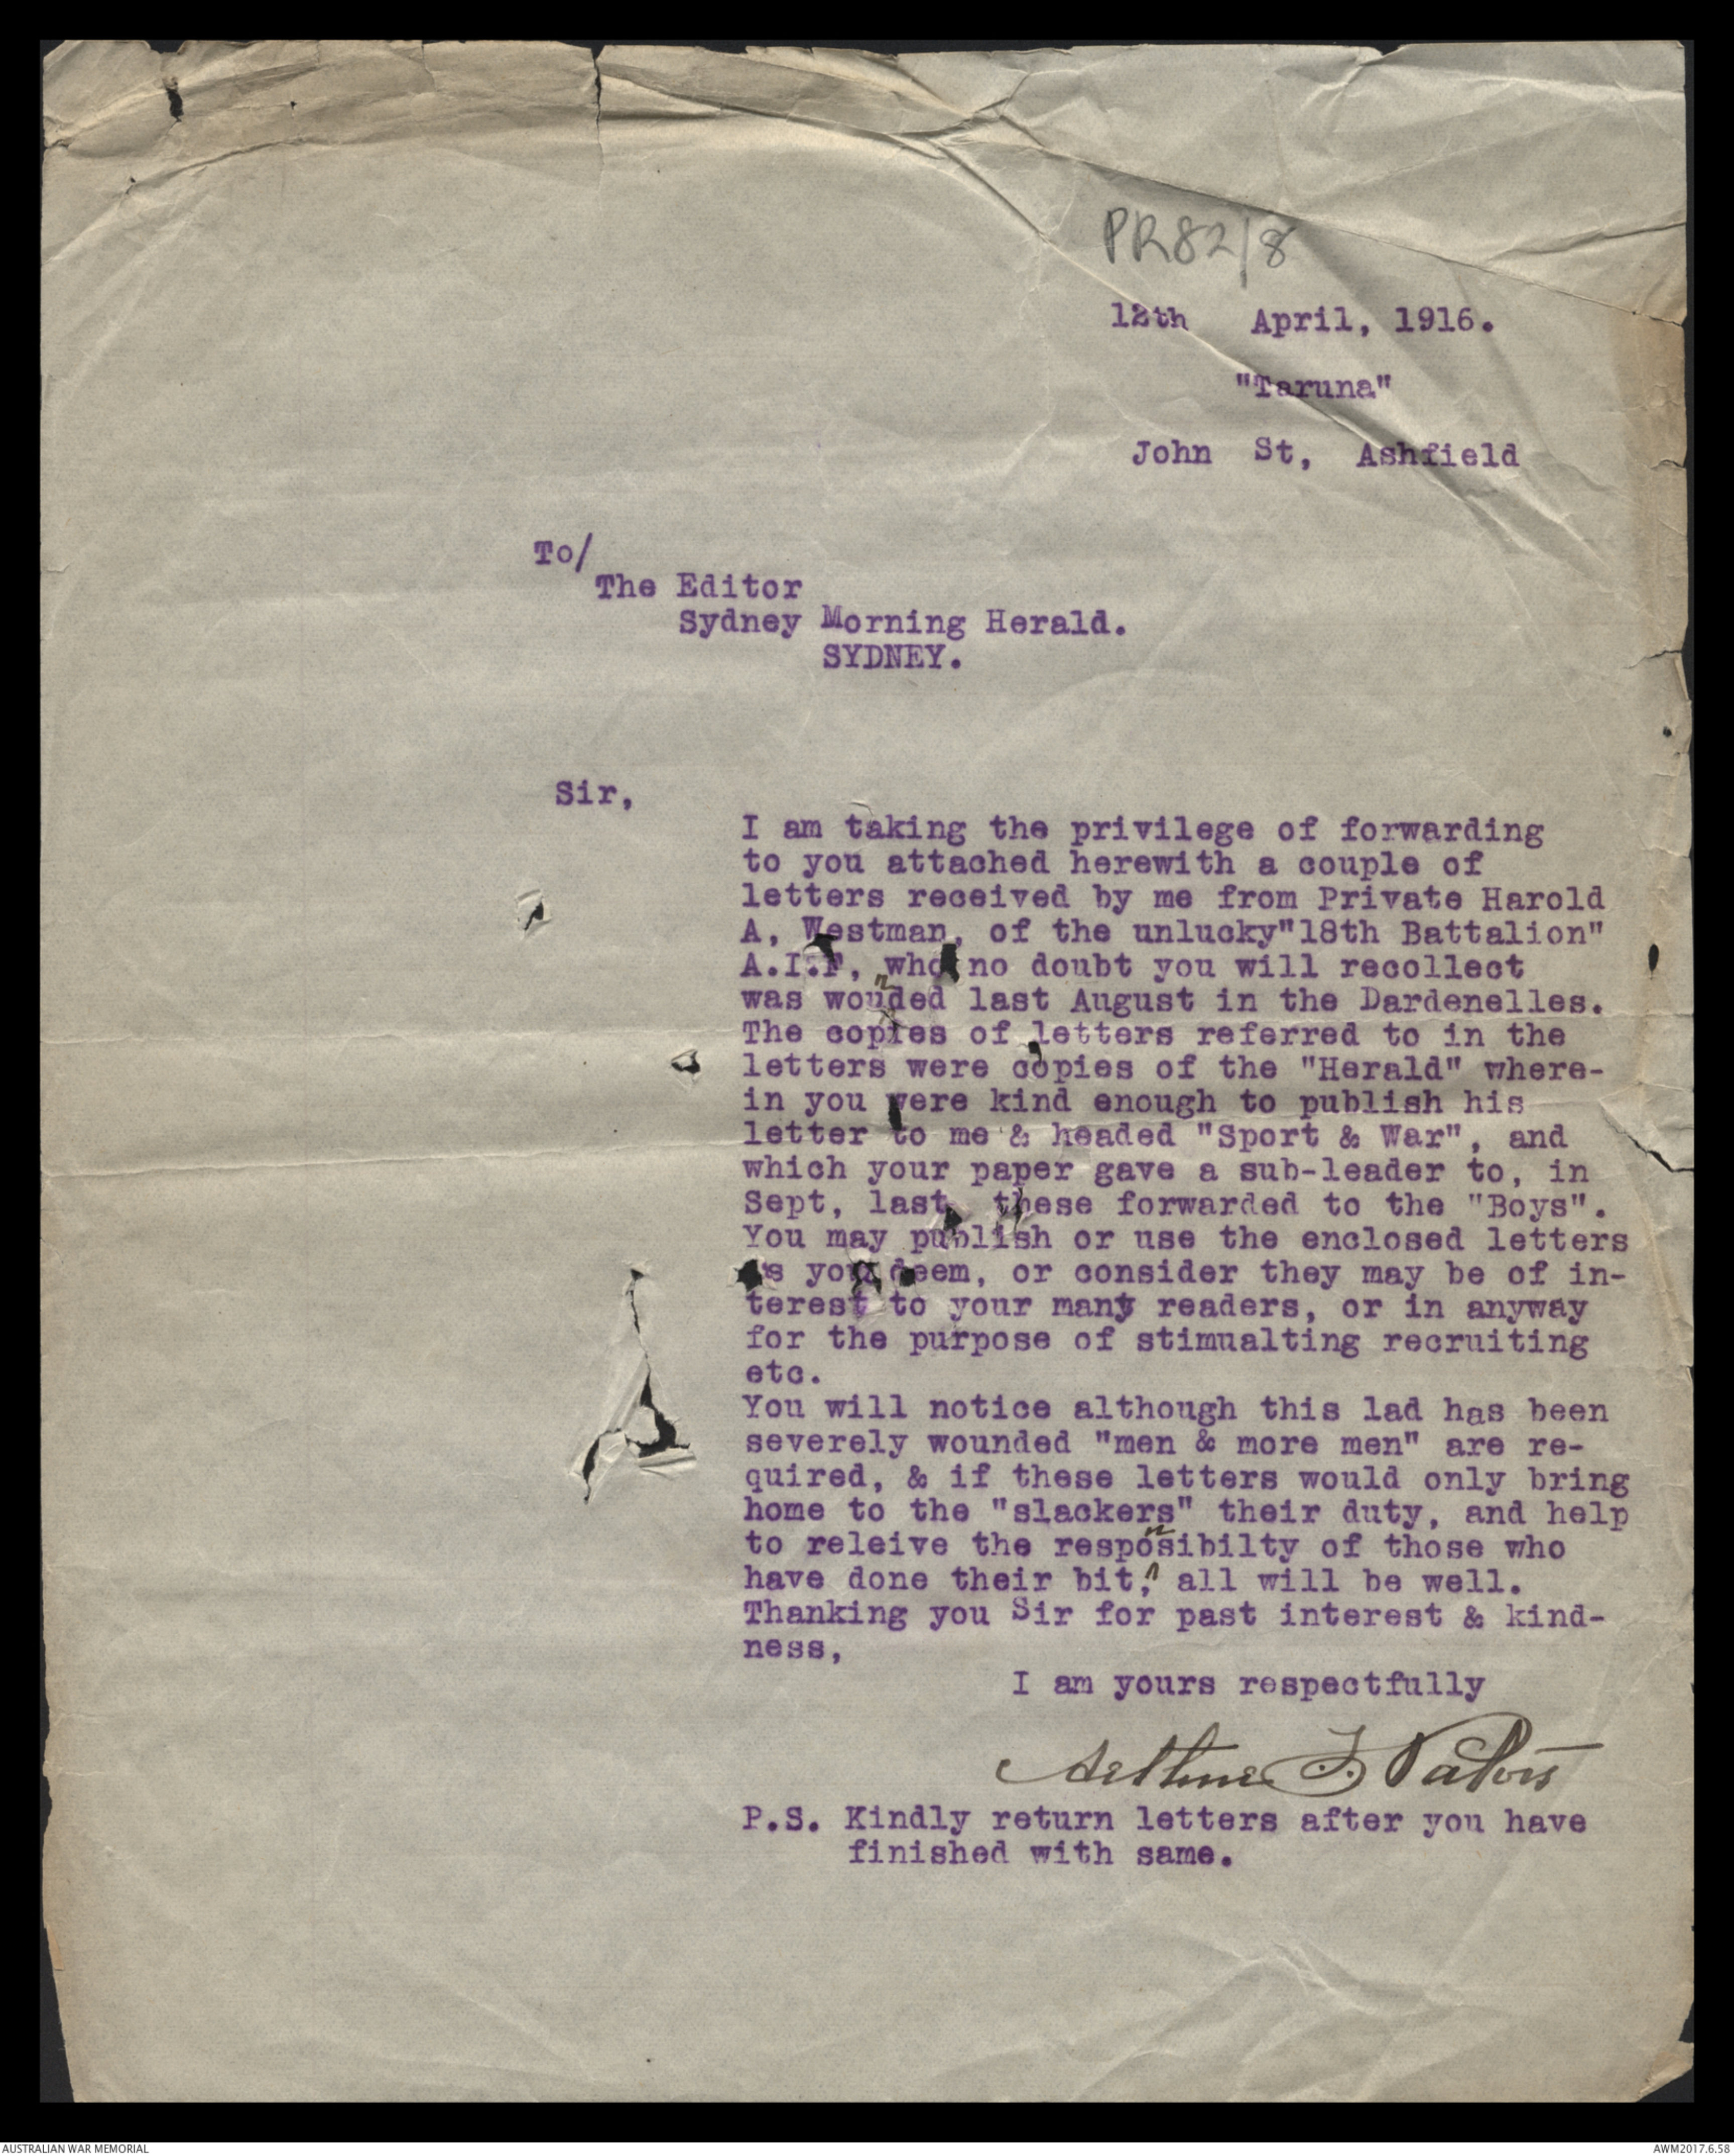 PR82/8
12th April, 1916.
"Taruna"
John St, Ashfield
To/
The Editor
Sydney Morning Herald.
SYDNEY.
Sir,
I am taking the privilege of forwarding
to you attached herewith a couple of
letters received by me from Private Harold
A, Westman, of the unlucky"18th Battalion"
A.I.F, who no doubt you will recollect
was wounded last August in the Dardenelles.
The copies of letters referred to in the
letters were copies of the "Herald" where-
in you were kind enough to publish his
letter to me & headed "Sport & War", and
which your paper gave a sub-leader to, in
Sept, last, these forwarded to the "Boys".
You may publish or use the enclosed letters
as you deem, or consider they may be of in-
terest to your many readers, or in anyway
for the purpose of stimualting recruiting
etc.
You will notice although this lad has been
severely wounded "men & more men" are re-
quired, & if these letters would only bring
home to the "slackers" their duty, and help
to releive the responsibilty of those who
have done their bit, all will be well.
Thanking you Sir for past interest & kind-
ness,
I am yours respectfully
Arthur F.
P.S. Kindly return letters after you have
finished with same.
AUSTRALIAN WAR MEMORIAL
AWM2017.6.58